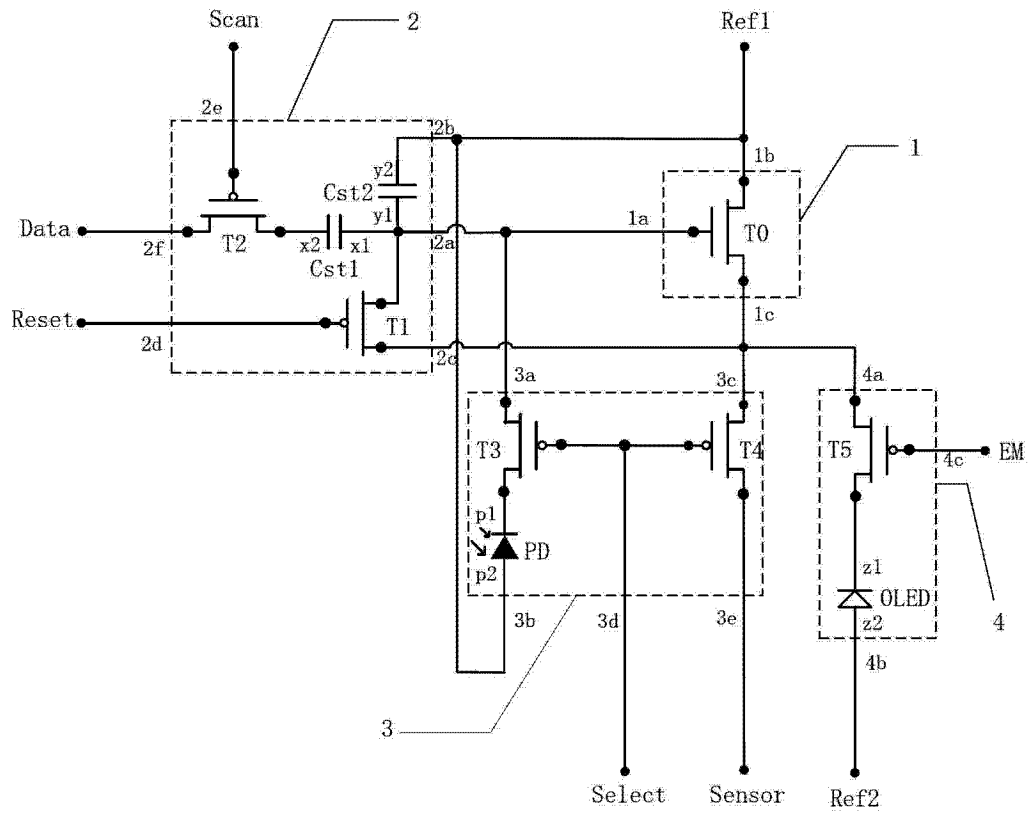 Scan
2
Ref1
2e
2b
1b
1
y2
Cst2
y1
1a
T0
Data
2f
T2
x2
x1
2a
Cst1
1c
Reset
2d
T1
2c
3a
3c
4a
T3
T4
T5
4c
EM
p1
PD
p2
z1
OLED
z2
4
3b
3d
3e
4b
3
Select
Sensor
Ref2